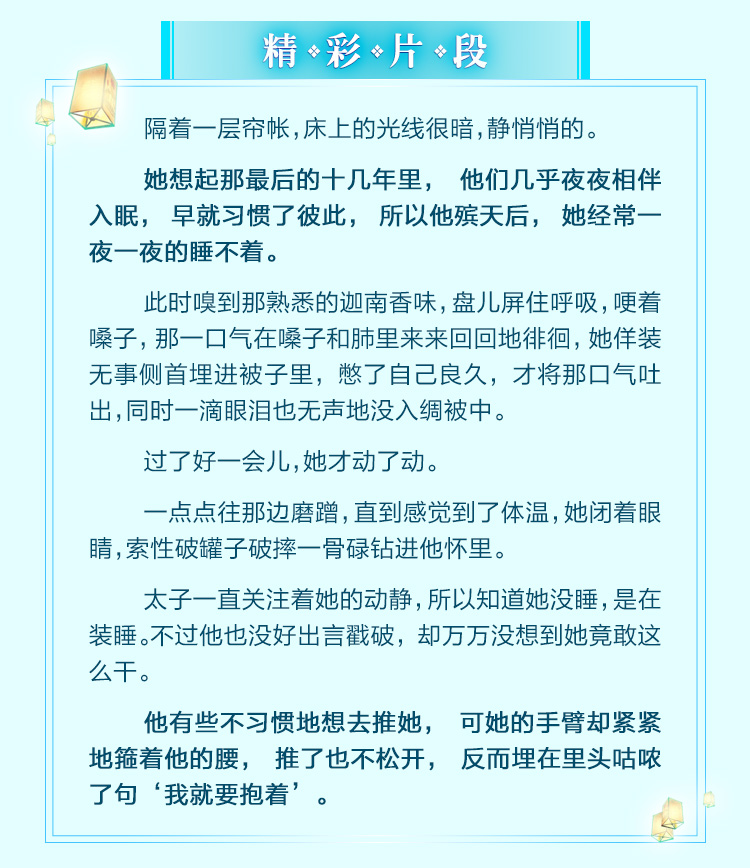 精彩片段
隔着一层帘帐,床上的光线很暗,静悄悄的。
她想起那最后的十几年里， 他们几乎夜夜相伴
入眠， 早就习惯了彼此， 所以他殡天后， 她经常一
夜一夜的睡不着。
此时嗅到那熟悉的迦南香味,盘儿屏住呼吸,哽着
嗓子,那一口气在嗓子和肺里来来回回地徘徊,她佯装
无事侧首埋进被子里，憋了自己良久，才将那口气吐
出,同时一滴眼泪也无声地没入绸被中。
过了好一会儿,她才动了动。
一点点往那边磨蹭,直到感觉到了体温,她闭着眼
睛,索性破罐子破摔一骨碌钻进他怀里。
太子一直关注着她的动静,所以知道她没睡,是在
装睡。不过他也没好出言戳破，却万万没想到她竟敢这
么干。
他有些不习惯地想去推她， 可她的手臂却紧紧
地箍着他的腰， 推了也不松开， 反而埋在里头咕哝
了句‘我就要抱着’。